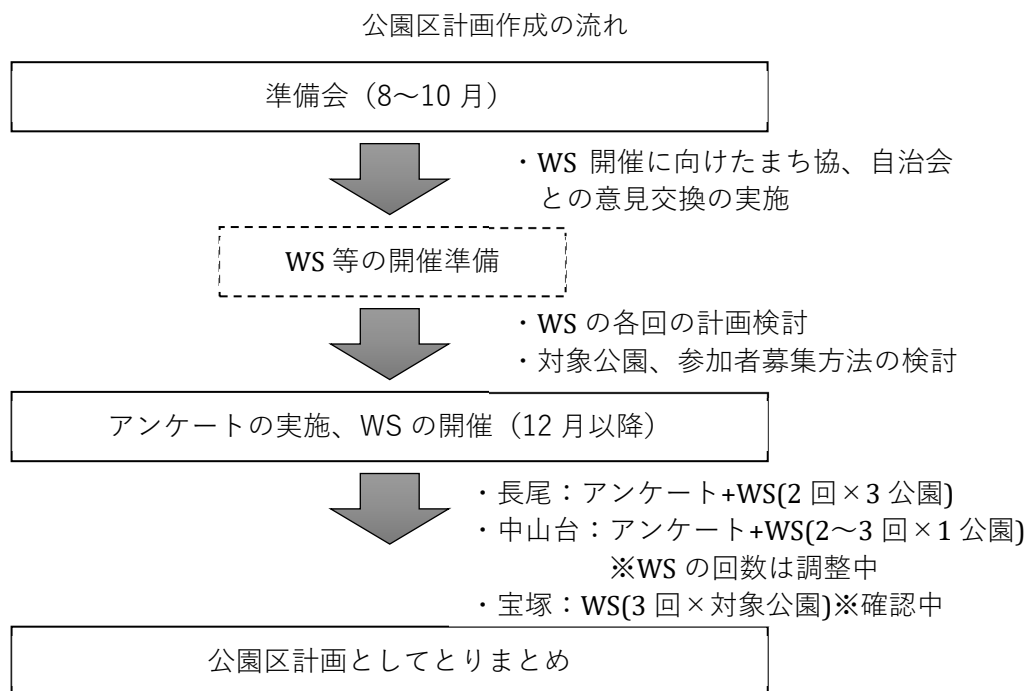 公園区計画作成の流れ
準備会（8～10 月）
・WS 開催に向けたまち協、自治会
との意見交換の実施
WS 等の開催準備
・WS の各回の計画検討
・対象公園、参加者募集方法の検討
アンケートの実施、WS の開催（12 月以降）
・長尾：アンケート+WS(2 回×3 公園)
・中山台：アンケート+WS(2～3 回×1 公園)
※WS の回数は調整中
・宝塚：WS(3 回×対象公園)※確認中
公園区計画としてとりまとめ